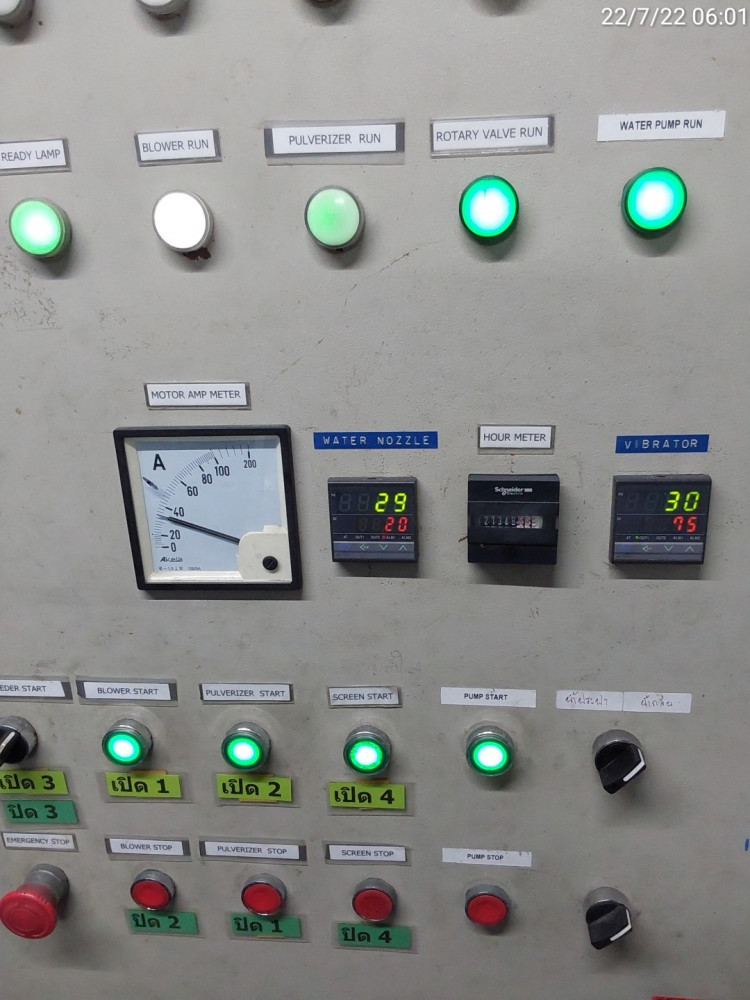 22/7/22 06:01
READY LAMP
BLOWER RUN
PULVERIZER RUN
ROTARY VALVE RUN
WATER PUMP RUN
MOTOR AMP METER
WATER NOZZLE
HOUR METER
VIBRATOR
A
200
100
80
60
40
20
0
29
20
Schneider
Electric
30
75
EDER START
BLOWER START
PULVERIZER START
SCREEN START
PUMP START
เปิด 3
เปิด 1
เปิด 2
เปิด 4
ปิด 3
EMERGENCY STOP
BLOWER STOP
PULVERIZER STOP
SCREEN STOP
PUMP STOP
ปิด 2
ปิด 1
ปิด 4